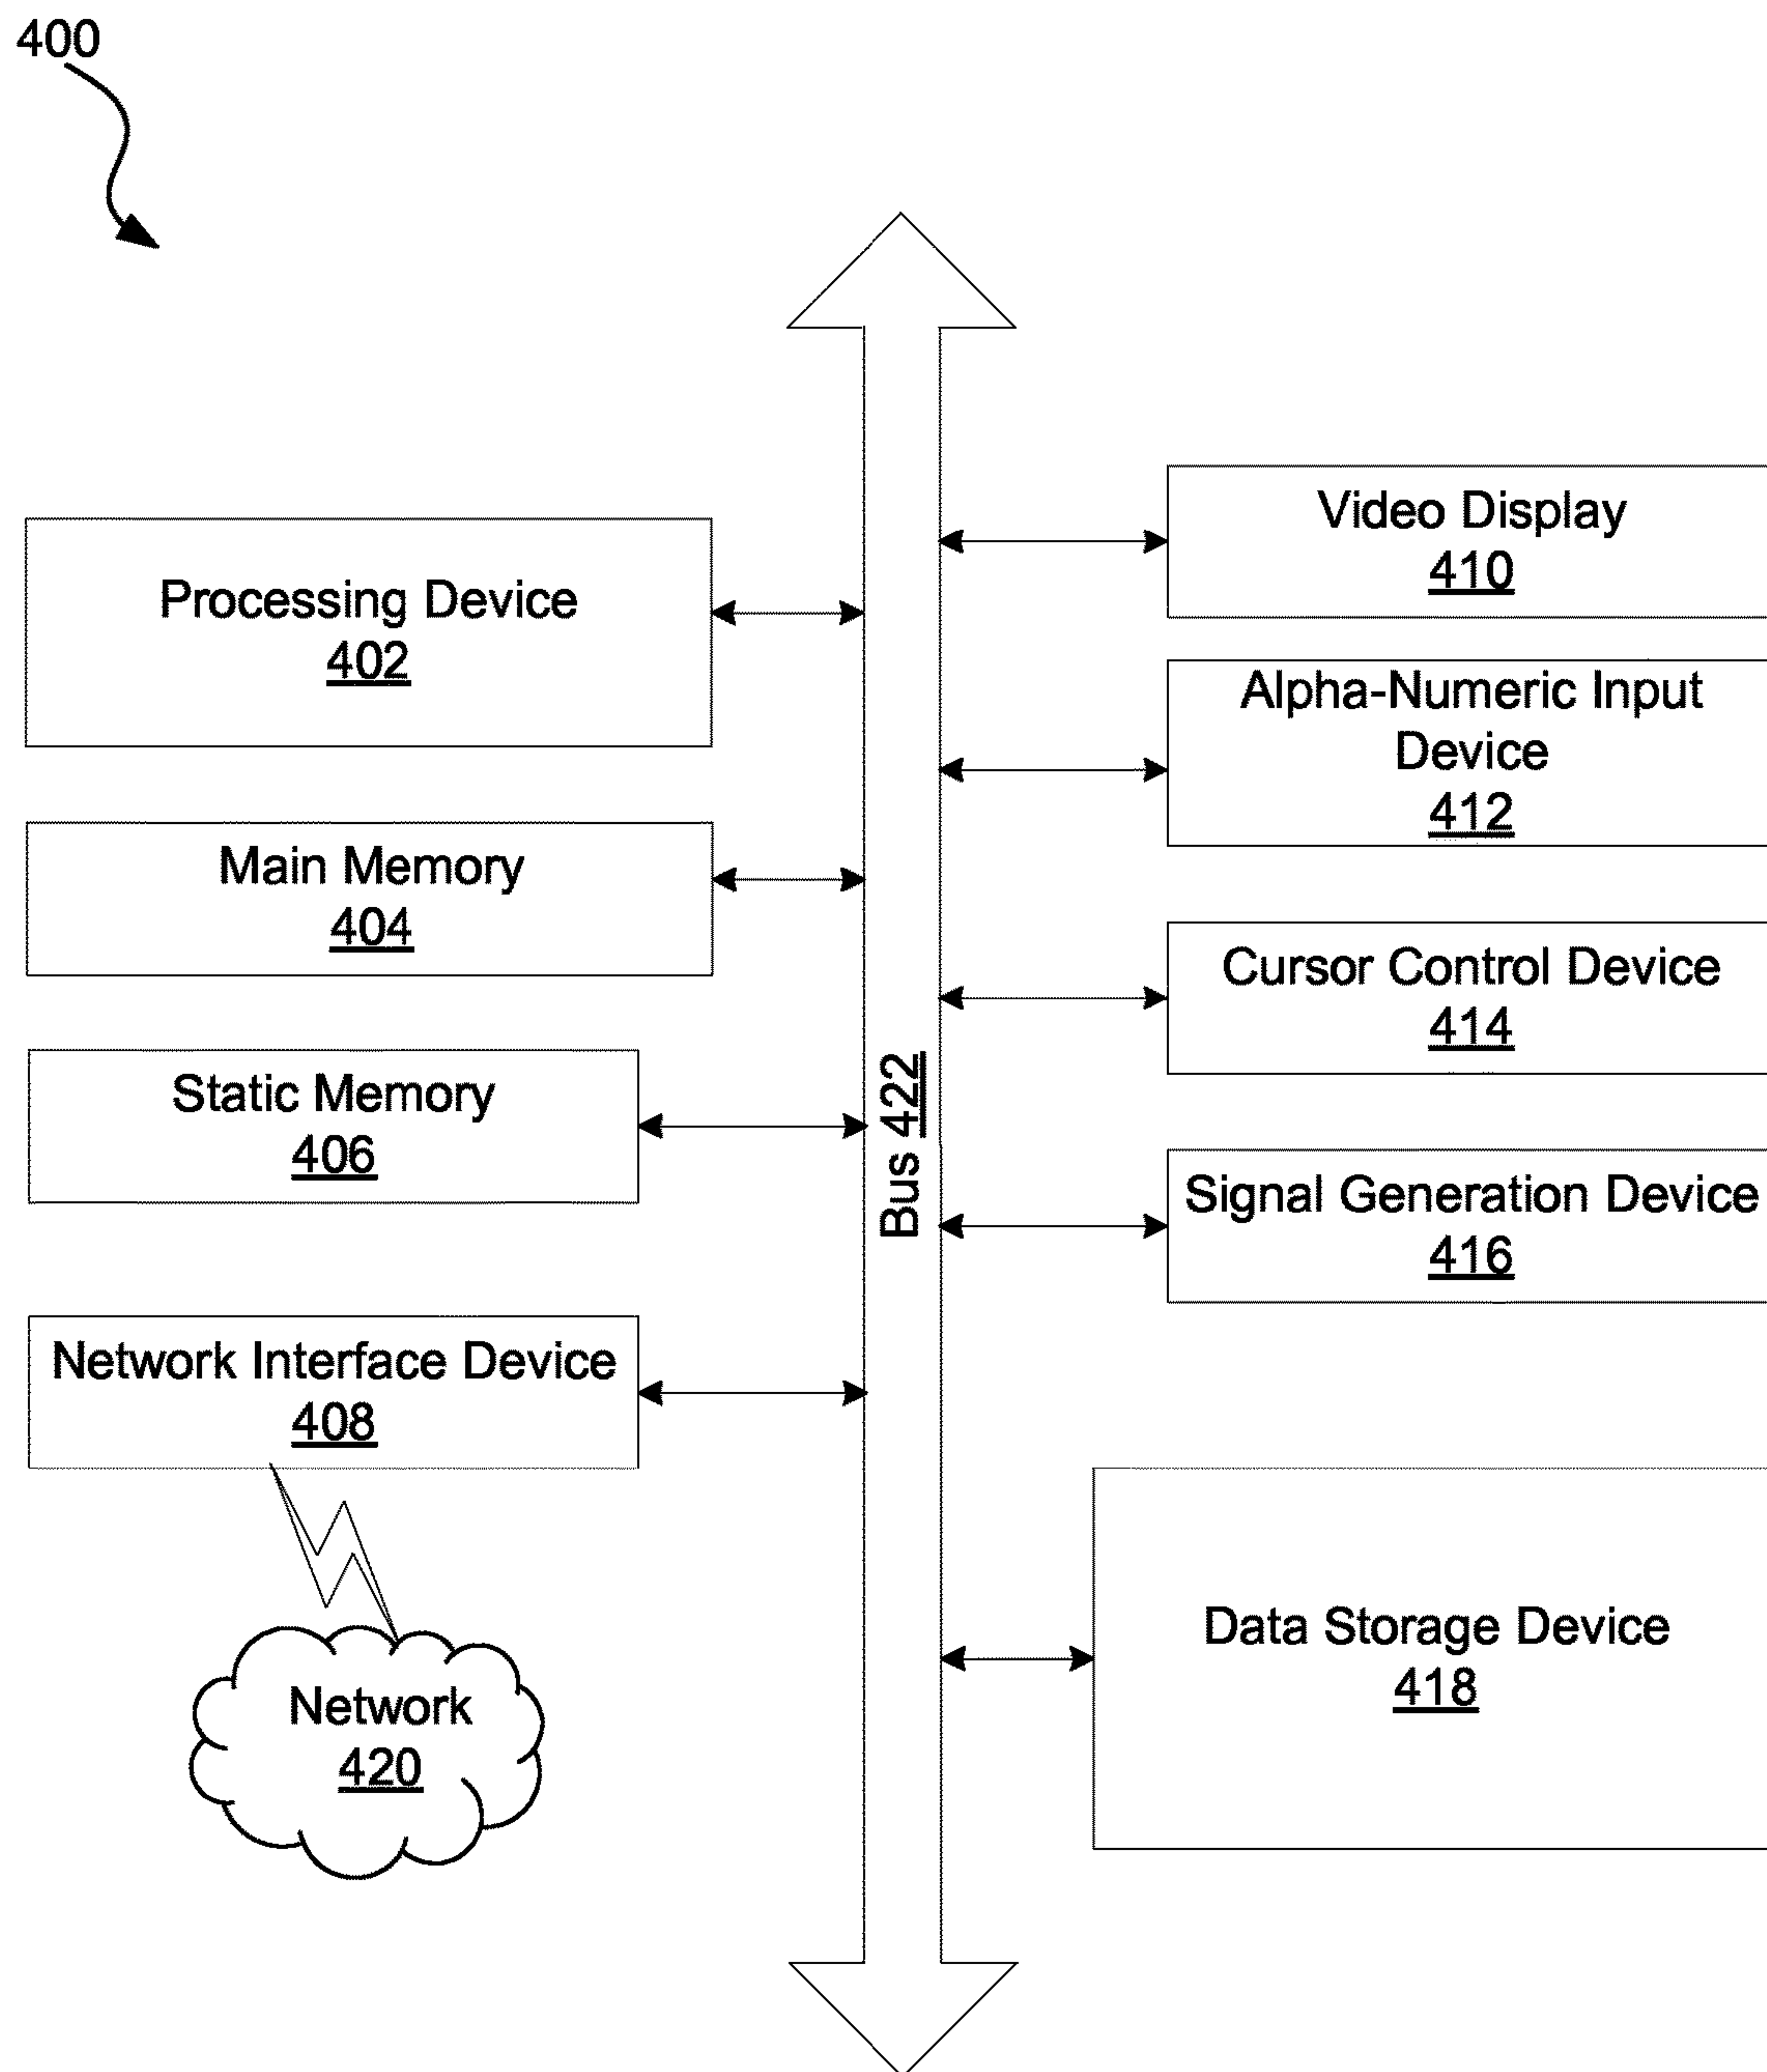 400
Processing Device
402
Main Memory
404
Static Memory
406
Network Interface Device
408
Network
420
Bus 422
Video Display
410
Alpha-Numeric Input
Device
412
Cursor Control Device
414
Signal Generation Device
416
Data Storage Device
418